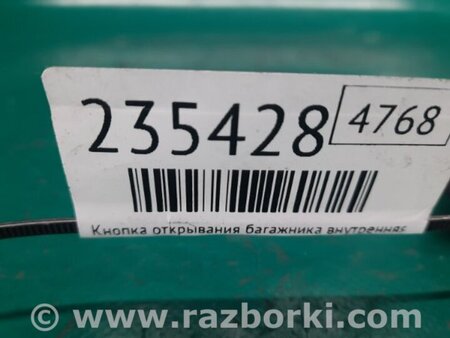 235428 4768
Кнопка открывания багажника внутренняя
www.razborki.com